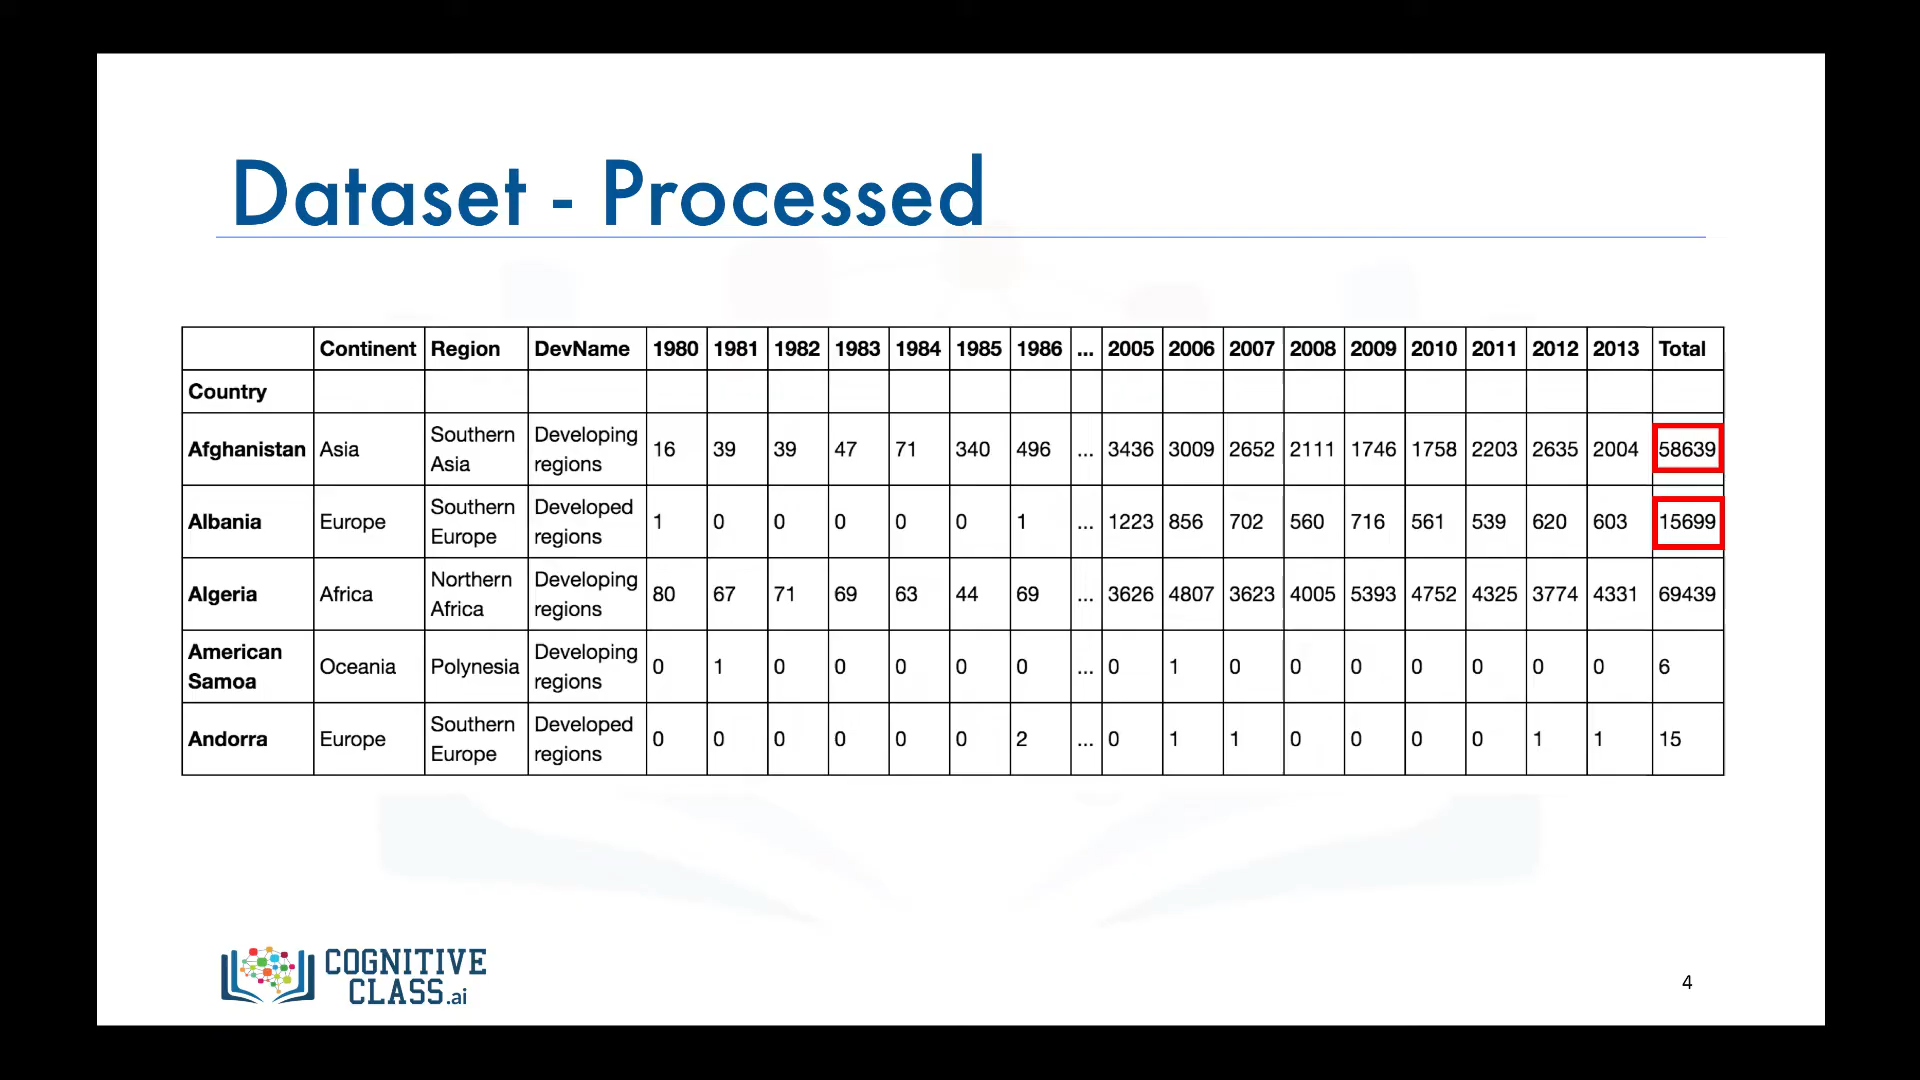 Dataset - Processed
Continent Region DevName 1980 1981 1982 1983 1984 1985 1986 ... 2005 2006 2007 2008 2009 2010 2011 2012 2013 Total
Country
Afghanistan Asia Southern Asia Developing regions 16 39 39 47 71 340 496 ... 3436 3009 2652 2111 1746 1758 2203 2635 2004 58639
Albania Europe Southern Europe Developed regions 1 0 0 0 0 0 1 ... 1223 856 702 560 716 561 539 620 603 15699
Algeria Africa Northern Africa Developing regions 80 67 71 69 63 44 69 ... 3626 4807 3623 4005 5393 4752 4325 3774 4331 69439
American Samoa Oceania Polynesia Developing regions 0 1 0 0 0 0 0 ... 0 1 0 0 0 0 0 0 0 6
Andorra Europe Southern Europe Developed regions 0 0 0 0 0 0 2 ... 0 1 1 0 0 0 0 1 1 15
COGNITIVE
CLASS.ai
4